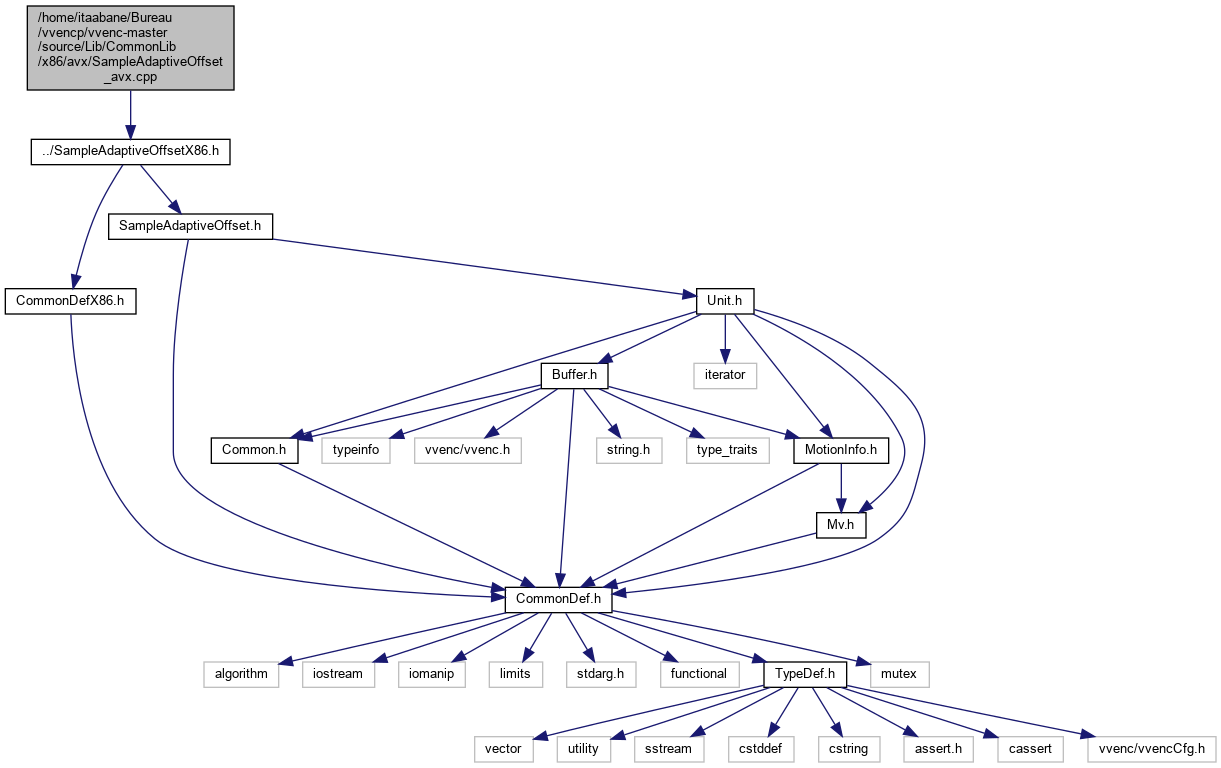 /home/itaabane/Bureau
/vvencp/vvenc-master
/source/Lib/CommonLib
/x86/avx/SampleAdaptiveOffset
_avx.cpp
../SampleAdaptiveOffsetX86.h
SampleAdaptiveOffset.h
CommonDefX86.h
Unit.h
Buffer.h
iterator
Common.h
typeinfo
vvenc/vvenc.h
string.h
type_traits
MotionInfo.h
Mv.h
CommonDef.h
algorithm
iostream
iomanip
limits
stdarg.h
functional
TypeDef.h
mutex
vector
utility
sstream
cstddef
cstring
assert.h
cassert
vvenc/vvencCfg.h